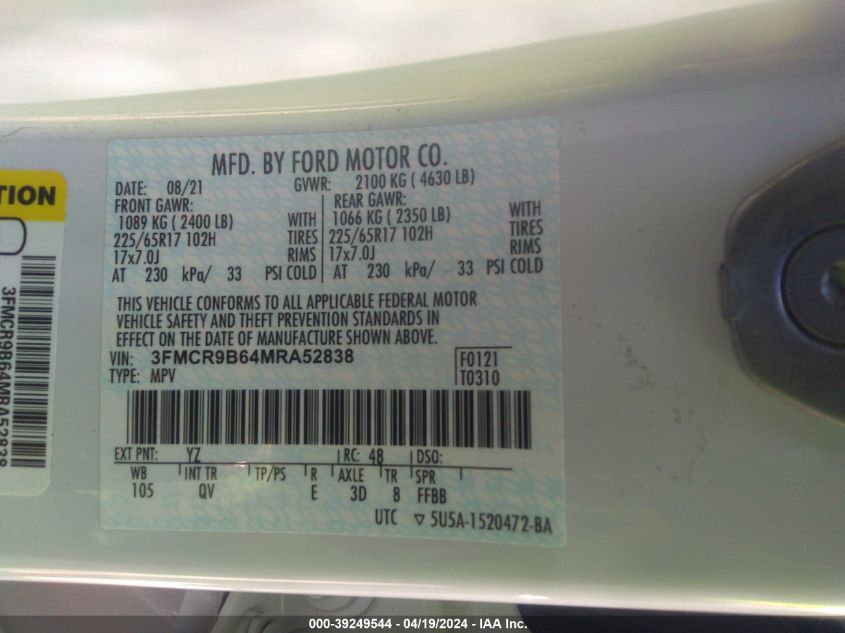 TION
3FMCR9B64MRA52838
MFD. BY FORD MOTOR CO.
DATE: 08/21 GVWR: 2100 KG ( 4630 LB)
FRONT GAWR: REAR GAWR:
1089 KG ( 2400 LB) WITH 1066 KG ( 2350 LB) WITH
225/65R17 102H TIRES 225/65R17 102H TIRES
17x7.0J RIMS 17x7.0J RIMS
AT 230 kPa/ 33 PSI COLD AT 230 kPa/ 33 PSI COLD
THIS VEHICLE CONFORMS TO ALL APPLICABLE FEDERAL MOTOR
VEHICLE SAFETY AND THEFT PREVENTION STANDARDS IN
EFFECT ON THE DATE OF MANUFACTURE SHOWN ABOVE.
VIN: 3FMCR9B64MRA52838 F0121
TYPE: MPV T0310
EXT PNT: YZ RC: 48 DSO:
WB INT TR TP/PS R AXLE TR SPR
105 QV E 3D 8 FFBB
UTC ▽ 5U5A-1520472-BA
000-39249544 - 04/19/2024 - IAA Inc.